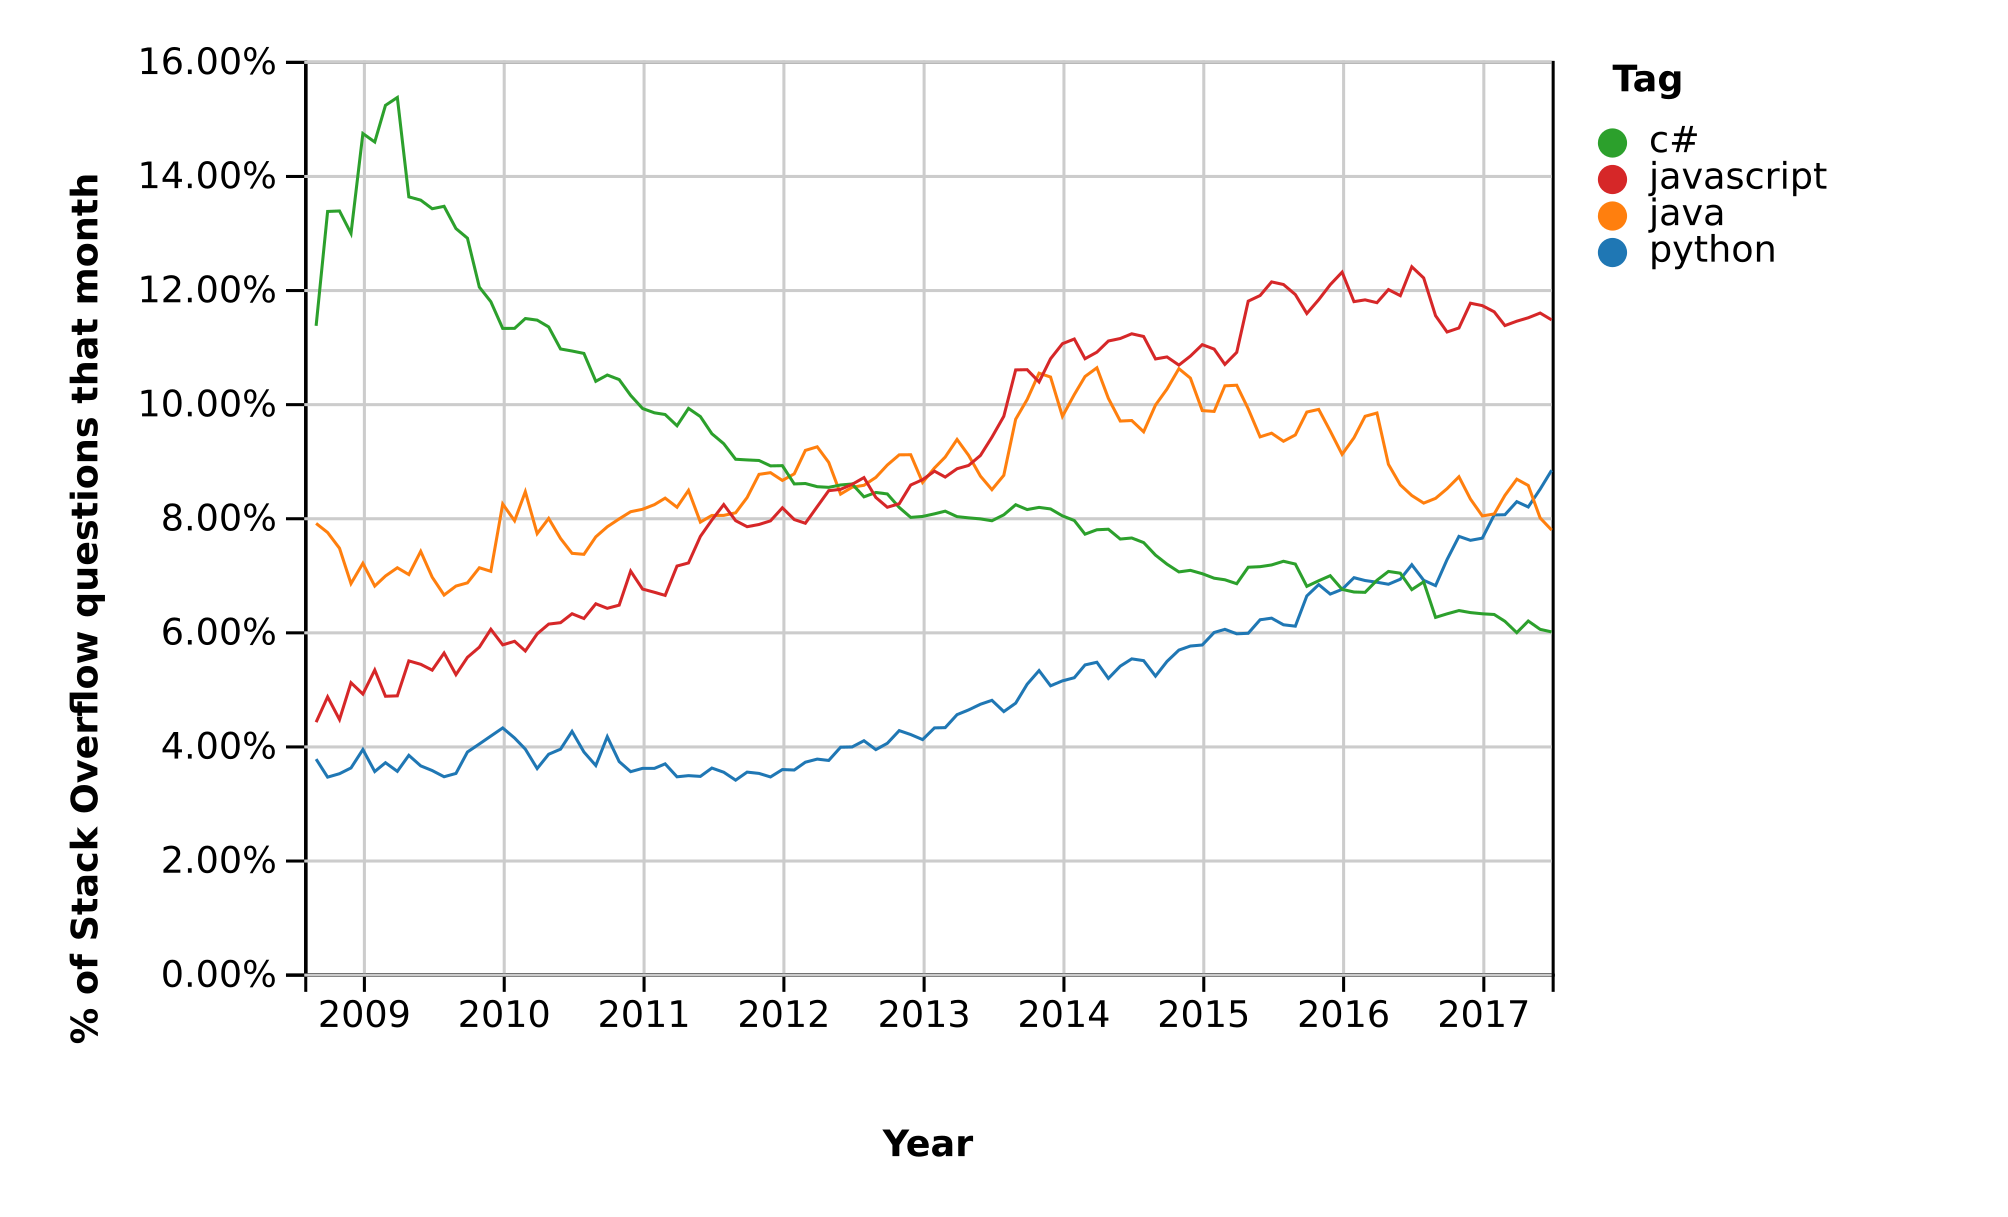 % of Stack Overflow questions that month
16.00%
14.00%
12.00%
10.00%
8.00%
6.00%
4.00%
2.00%
0.00%
2009 2010 2011 2012 2013 2014 2015 2016 2017
Year
Tag
c#
javascript
java
python